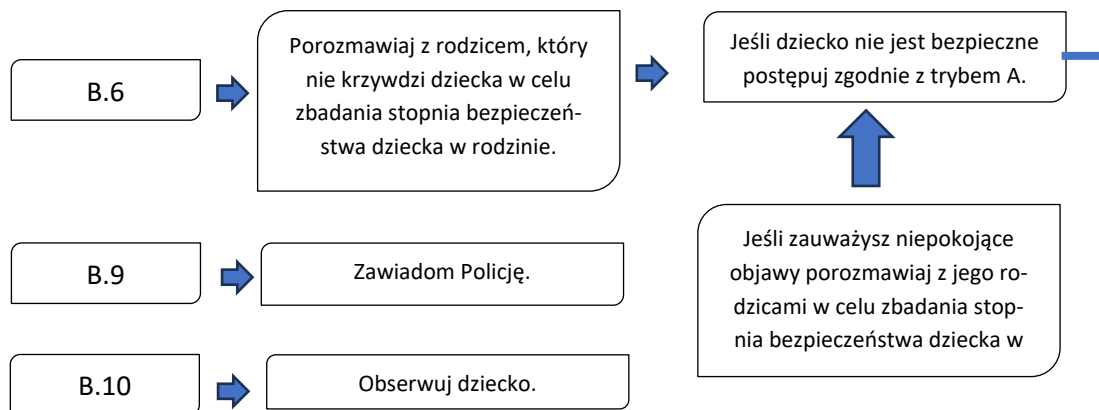 B.6
Porozmawiaj z rodzicem, który
nie krzywdzi dziecka w celu
zbadania stopnia bezpieczeń-
stwa dziecka w rodzinie.
Jeśli dziecko nie jest bezpieczne
postępuj zgodnie z trybem A.
B.9
Zawiadom Policję.
Jeśli zauważysz niepokojące
objawy porozmawiaj z jego ro-
dzicami w celu zbadania stop-
nia bezpieczeństwa dziecka w
B.10
Obserwuj dziecko.